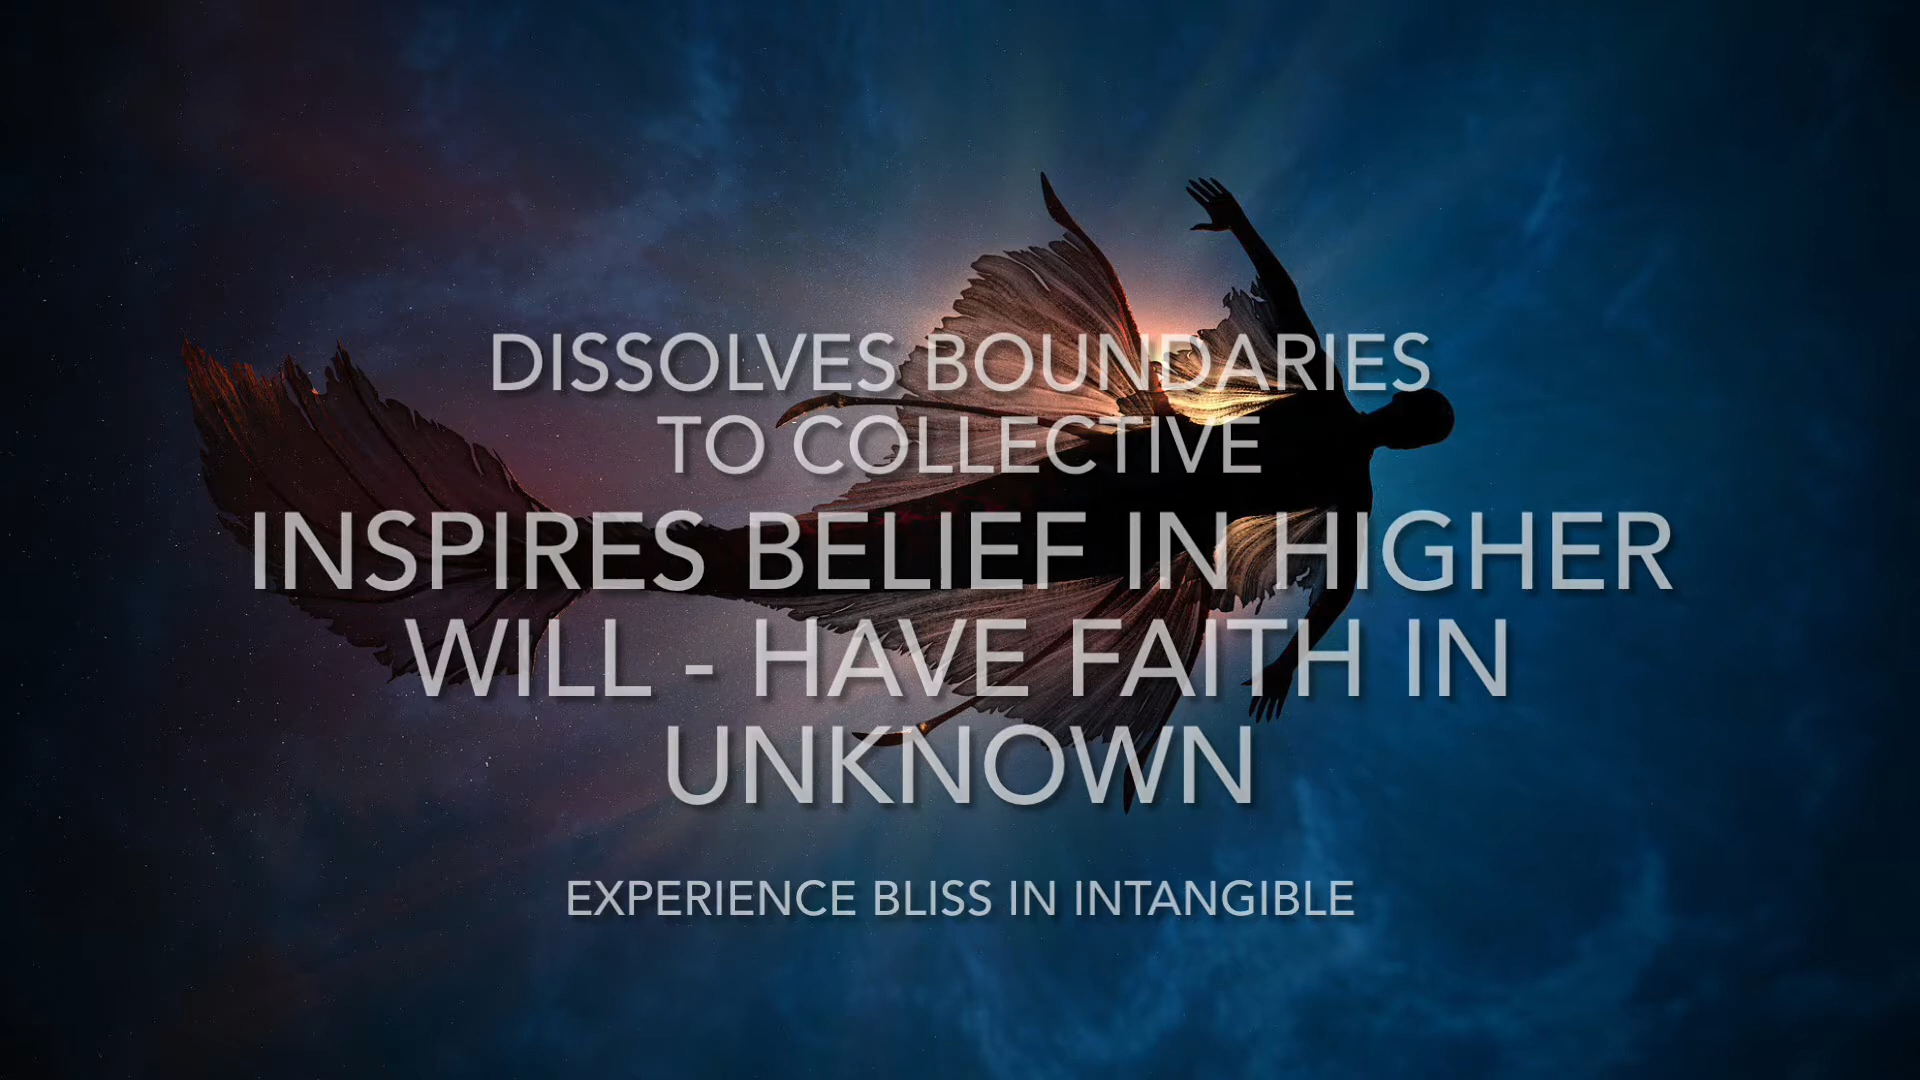 DISSOLVES BOUNDARIES
TO COLLECTIVE
INSPIRES BELIEF IN HIGHER
WILL - HAVE FAITH IN
UNKNOWN
EXPERIENCE BLISS IN INTANGIBLE